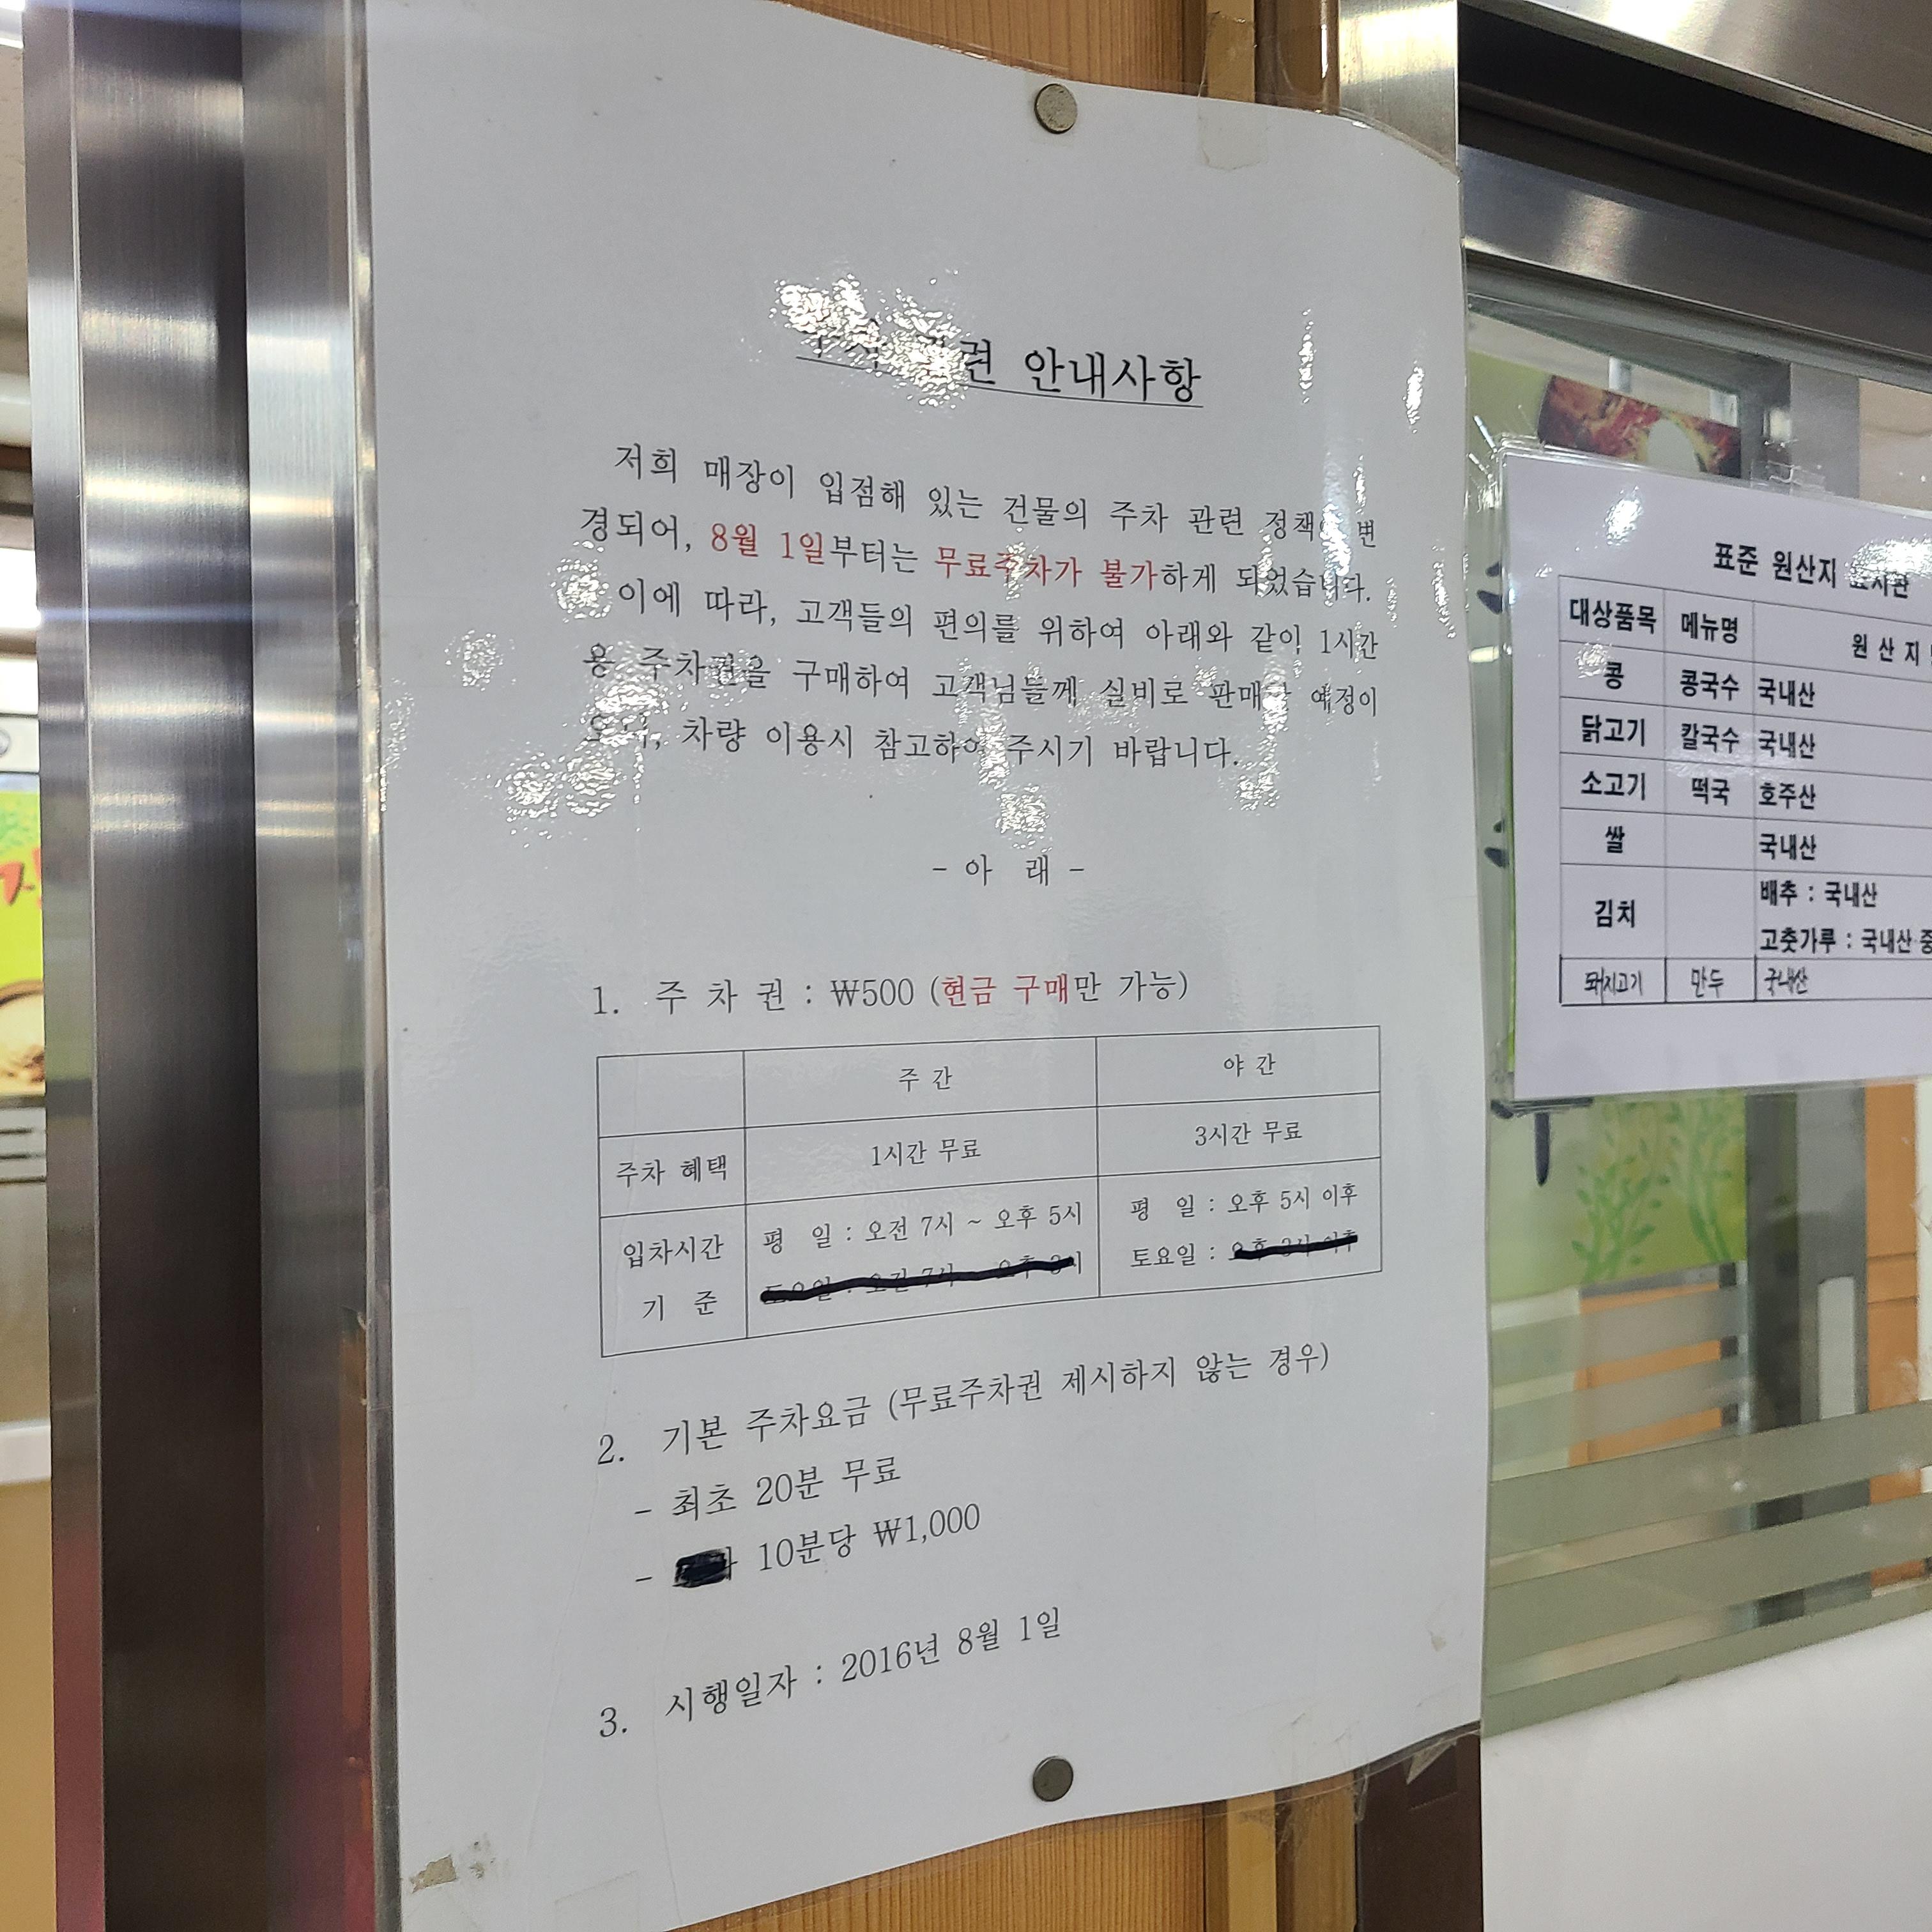 안내사항
저희 매장이 입점해 있는 건물의 주차 관련 정책 변
경되어, 8월 1일부터는 무료주차가 불가하게 되었습니다.
이에 따라, 고객들의 편의를 위하여 아래와 같이 1시간
용 주차권을 구매하여 고객님들께 실비로 예정이
차량 이용시 참고하여 주시기 바랍니다.
- 아 래 -
1. 주 차 권 : ₩500 (현금 구매만 가능)
주 간 야 간
주차 혜택 1시간 무료 3시간 무료
입차시간 평 일 : 오전 7시 ~ 오후 5시 평 일 : 오후 5시 이후
기 준 토요일 :
2. 기본 주차요금 (무료주차권 제시하지 않는 경우)
- 최초 20분 무료
- 10분당 ₩1,000
3. 시행일자 : 2016년 8월 1일
표준 원산지
대상품목 메뉴명 원 산 지
콩 콩국수 국내산
닭고기 칼국수 국내산
소고기 떡국 호주산
쌀 국내산
김치 배추 : 국내산
고춧가루 : 국내산
돼지고기 만두 국내산